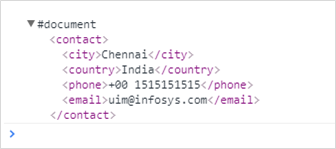 ▼#document
<contact>
<city>Chennai</city>
<country>India</country>
<phone>+00 1515151515</phone>
<email>uim@infosys.com</email>
</contact>
>